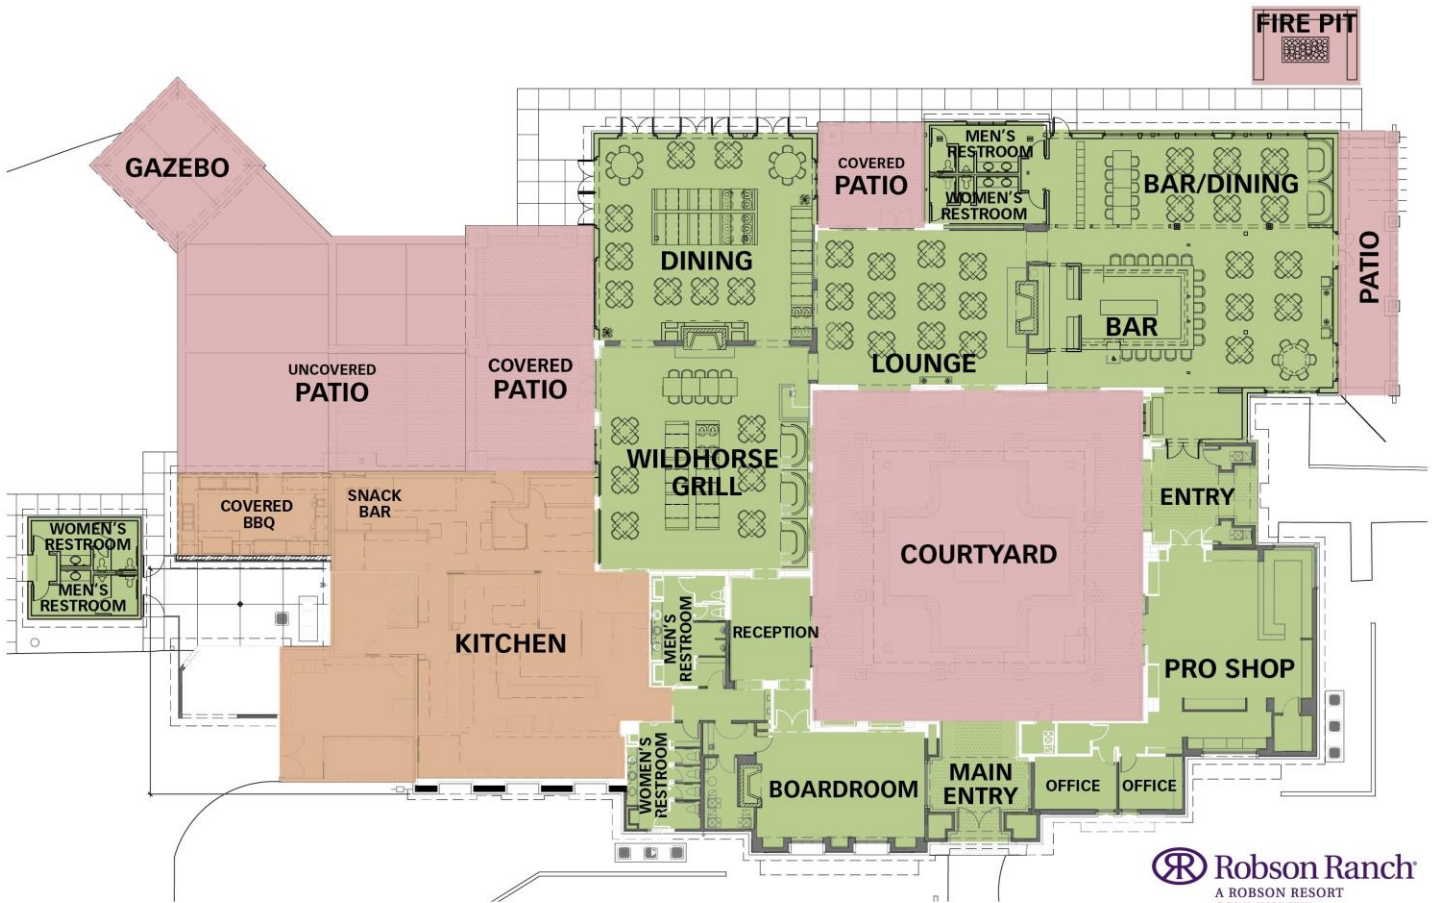 FIRE PIT
GAZEBO
COVERED
PATIO
MEN'S
RESTROOM
WOMEN'S
RESTROOM
BAR/DINING
DINING
PATIO
BAR
LOUNGE
UNCOVERED
PATIO
COVERED
PATIO
WILDHORSE
GRILL
COVERED
BBQ
SNACK
BAR
ENTRY
WOMEN'S
RESTROOM
MEN'S
RESTROOM
COURTYARD
KITCHEN
MEN'S
RESTROOM
RECEPTION
PRO SHOP
WOMEN'S
RESTROOM
BOARDROOM
MAIN
ENTRY
OFFICE
OFFICE
RR Robson Ranch
A ROBSON RESORT